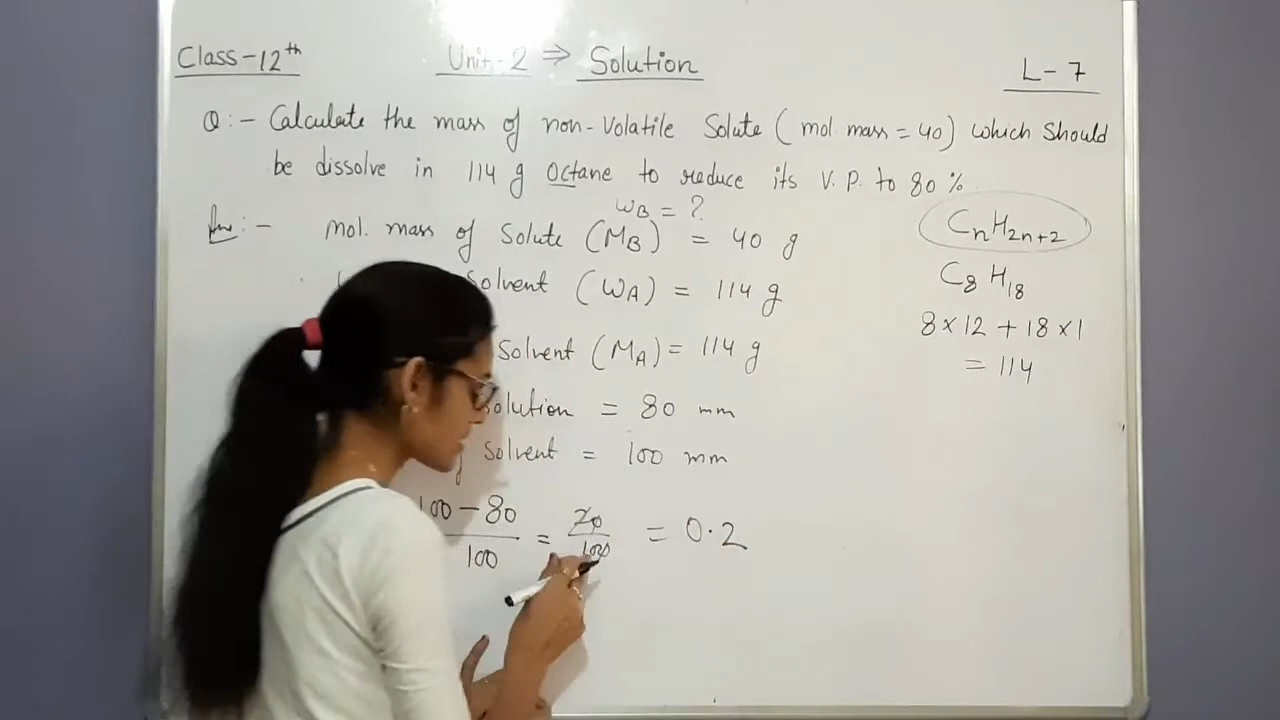 Class-12th
Unit-2 ⇒ Solution
L-7
Q:- Calculate the mass of non-Volatile Solute (mol. mass = 40) which Should
be dissolve in 114 g Octane to reduce its V.P. to 80%
WB = ?
Ans:- mol. mass of Solute (MB) = 40 g
Solvent (WA) = 114 g
Solvent (MA) = 114 g
Solution = 80 mm
Solvent = 100 mm
100 - 80 / 100 = 20 / 100 = 0.2
CnH2n+2
C8H18
8×12 + 18×1
= 114